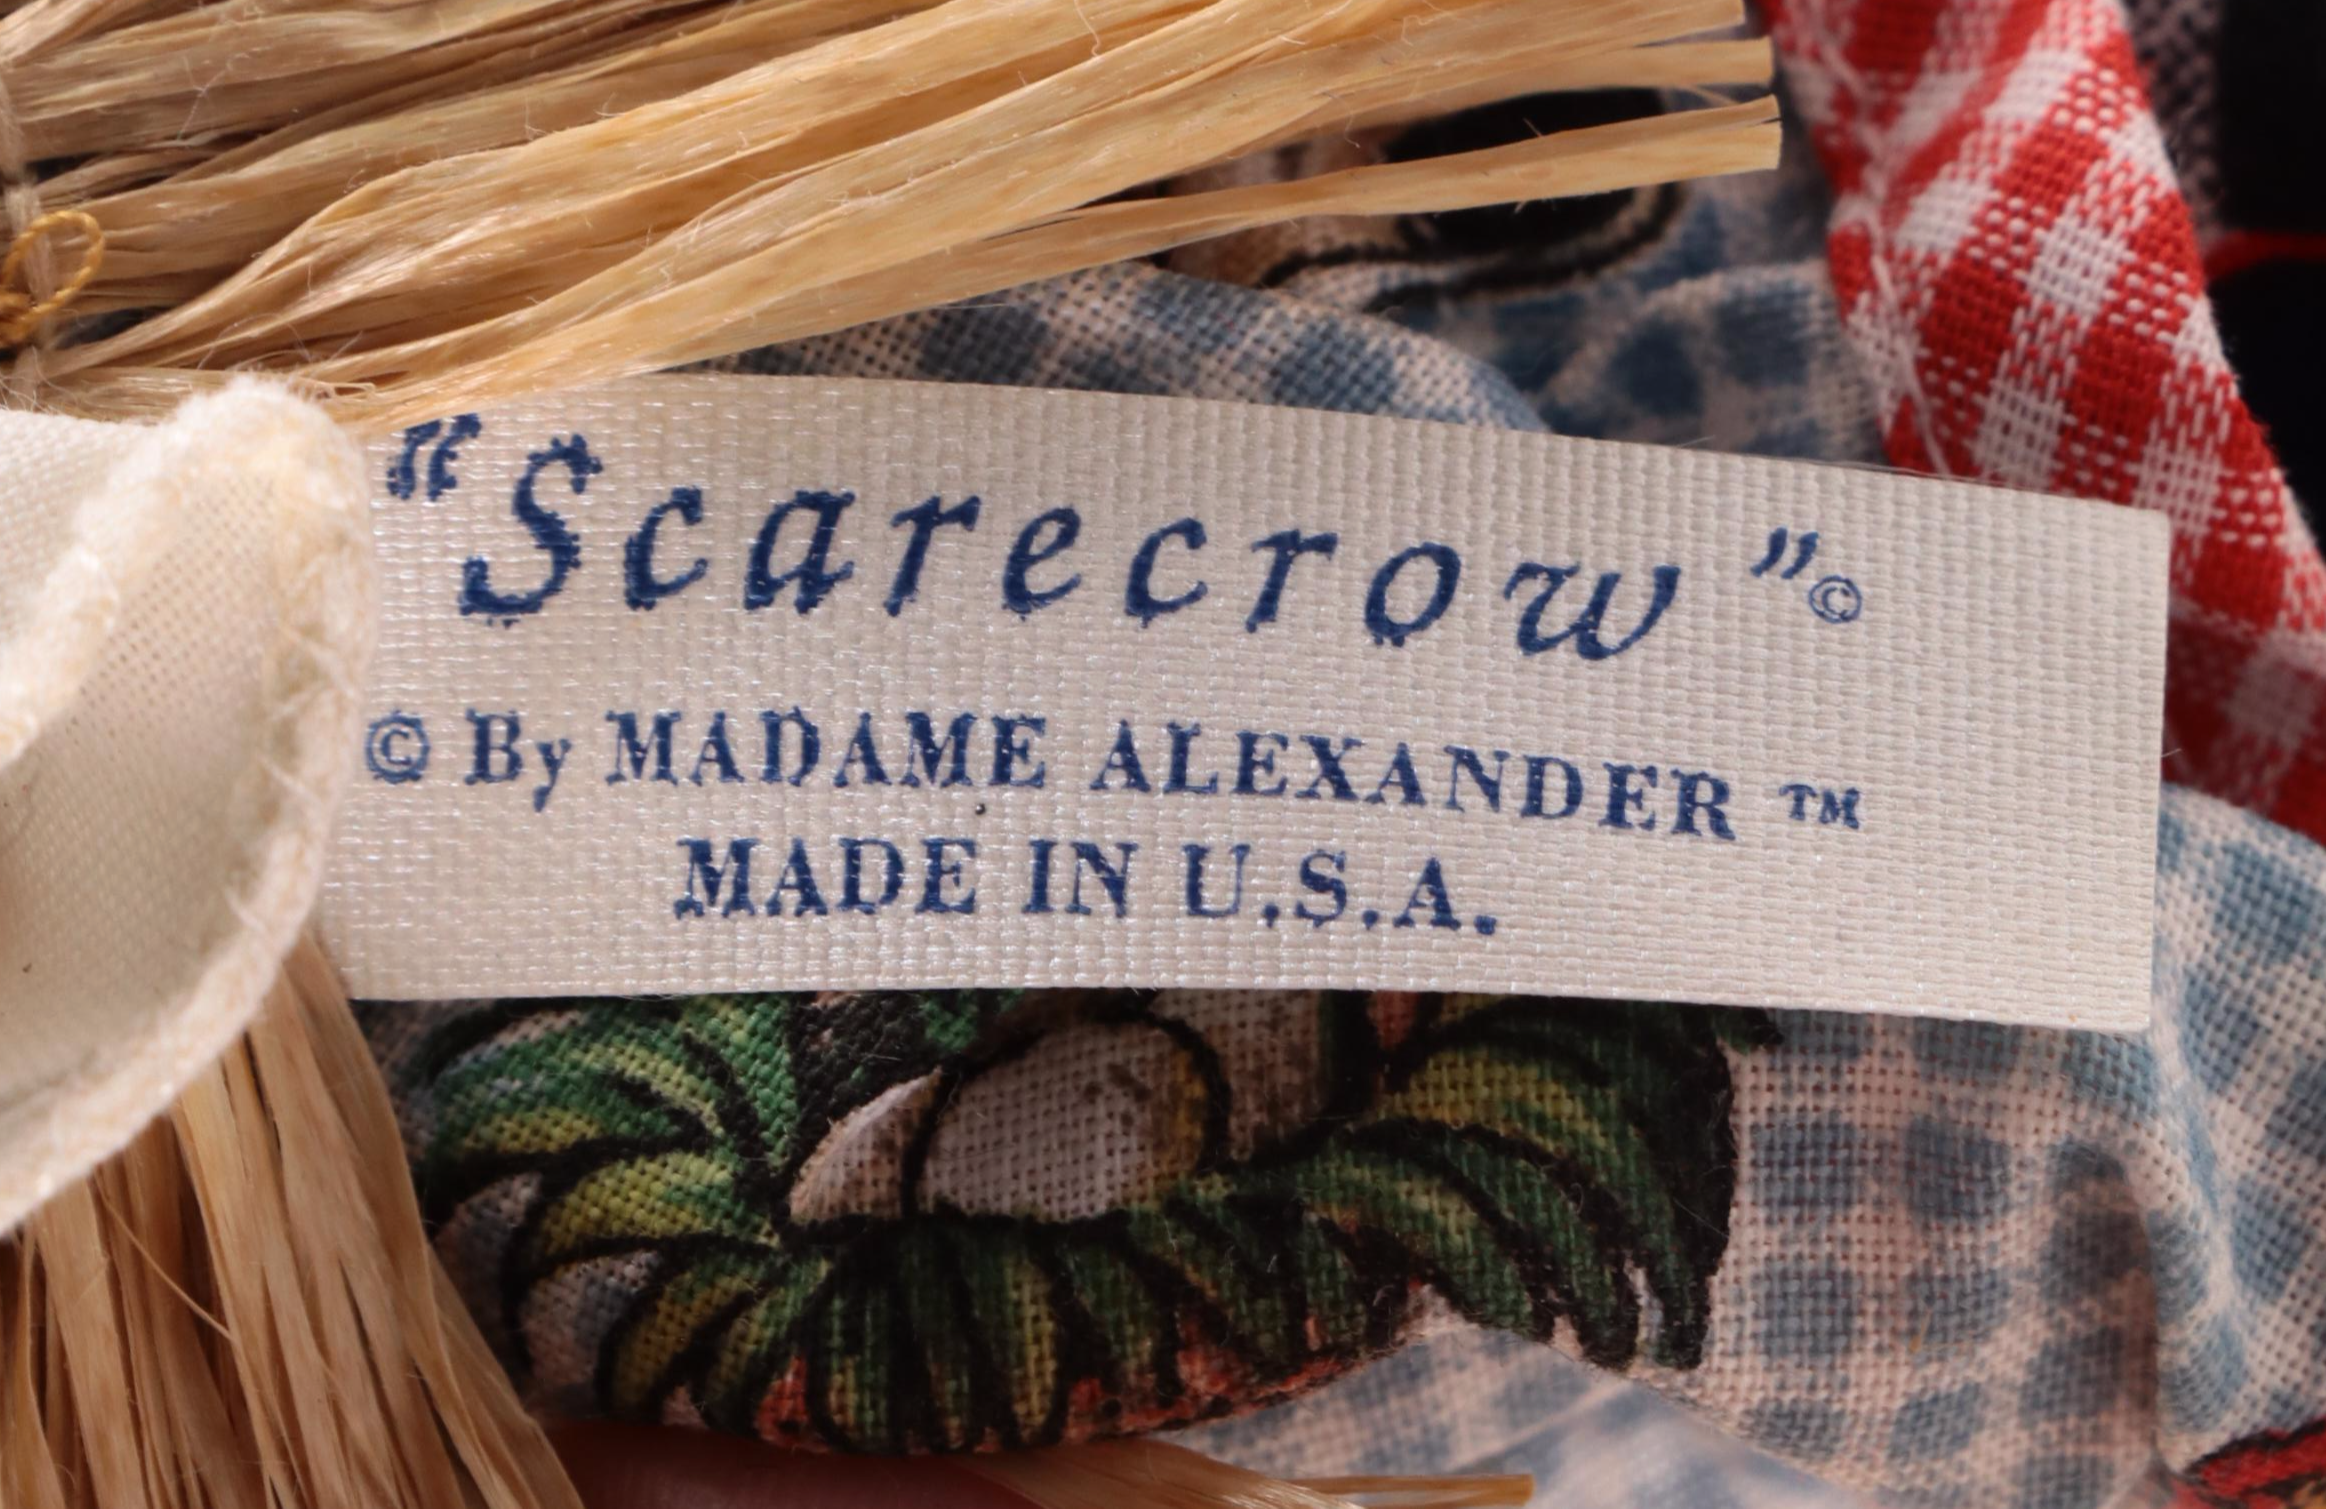 "Scarecrow"©
© By MADAME ALEXANDER ™
MADE IN U.S.A.